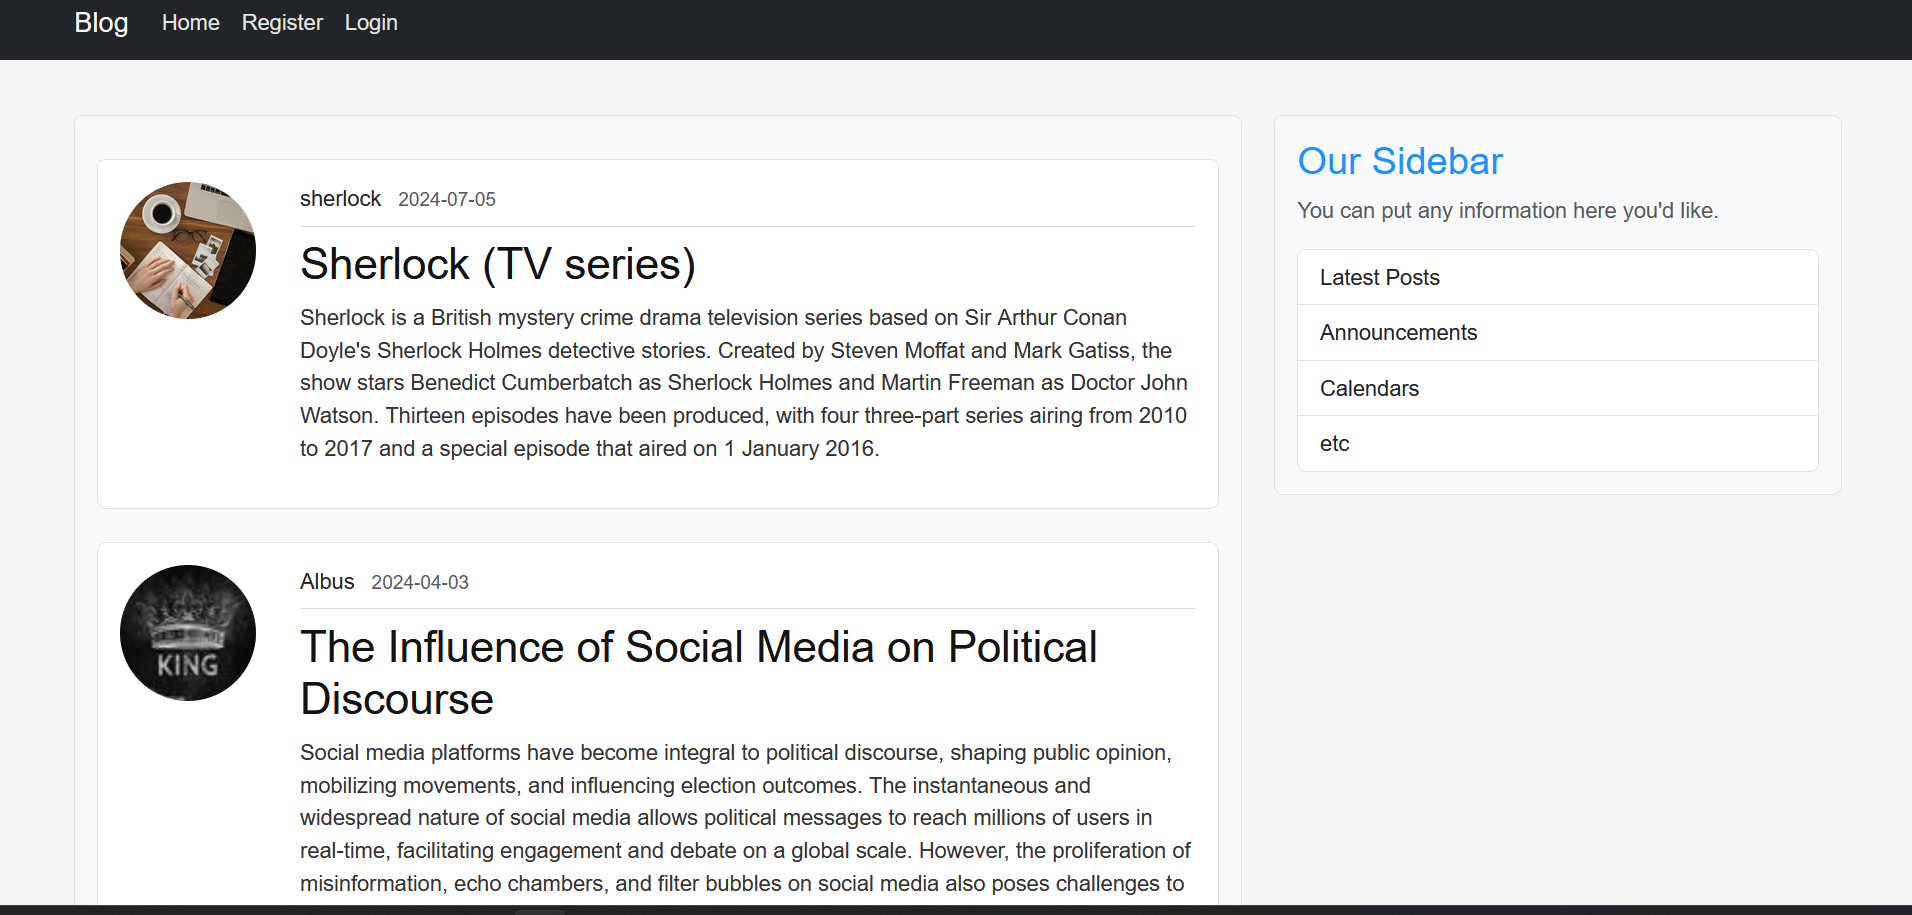 Blog Home Register Login
sherlock 2024-07-05
Sherlock (TV series)
Sherlock is a British mystery crime drama television series based on Sir Arthur Conan
Doyle's Sherlock Holmes detective stories. Created by Steven Moffat and Mark Gatiss, the
show stars Benedict Cumberbatch as Sherlock Holmes and Martin Freeman as Doctor John
Watson. Thirteen episodes have been produced, with four three-part series airing from 2010
to 2017 and a special episode that aired on 1 January 2016.
KING
Albus 2024-04-03
The Influence of Social Media on Political
Discourse
Social media platforms have become integral to political discourse, shaping public opinion,
mobilizing movements, and influencing election outcomes. The instantaneous and
widespread nature of social media allows political messages to reach millions of users in
real-time, facilitating engagement and debate on a global scale. However, the proliferation of
misinformation, echo chambers, and filter bubbles on social media also poses challenges to
Our Sidebar
You can put any information here you'd like.
Latest Posts
Announcements
Calendars
etc